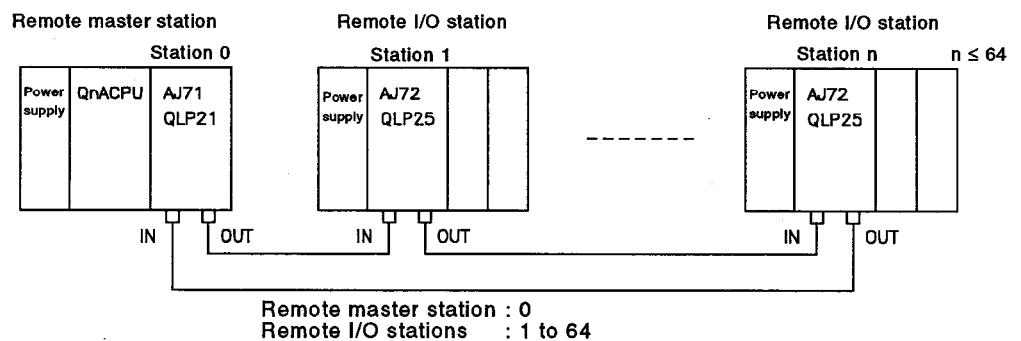 Remote master station
Remote I/O station
Remote I/O station
Station 0
Station 1
Station n
n ≤ 64
Power supply
QnACPU
AJ71 QLP21
Power supply
AJ72 QLP25
Power supply
AJ72 QLP25
IN
OUT
IN
OUT
IN
OUT
Remote master station : 0
Remote I/O stations : 1 to 64